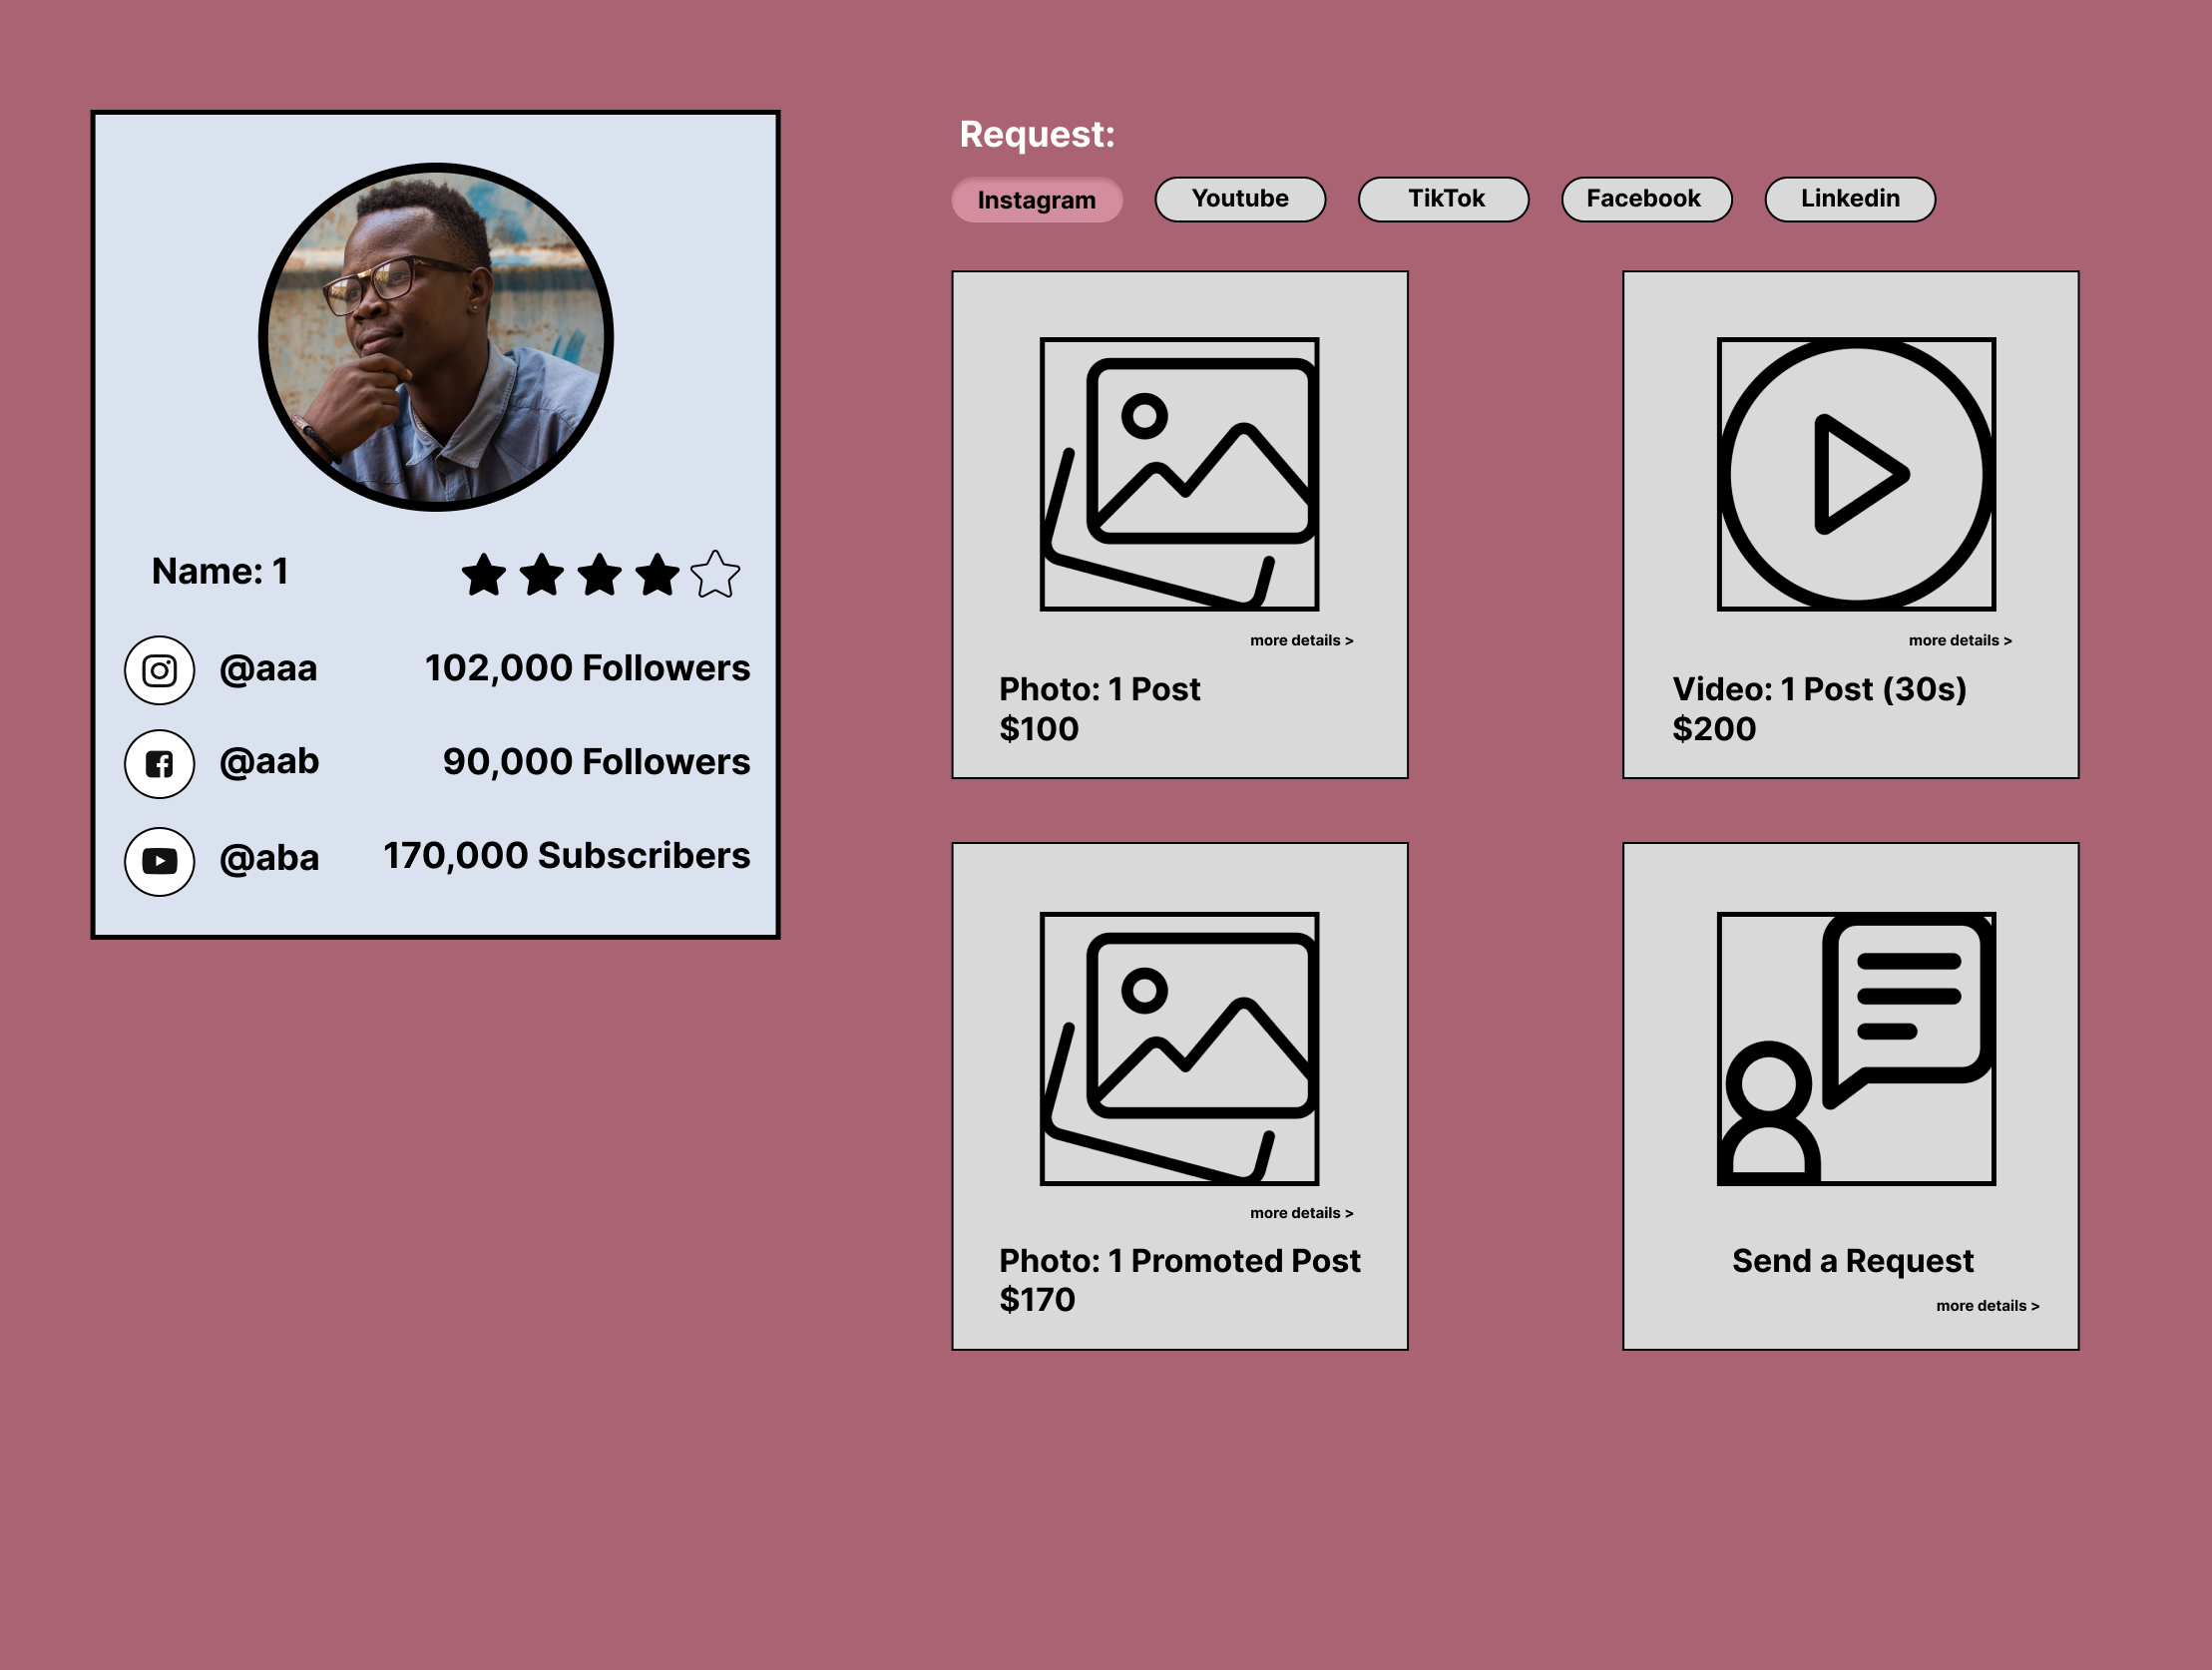 Name: 1
@aaa 102,000 Followers
@aab 90,000 Followers
@aba 170,000 Subscribers
Request:
Instagram Youtube TikTok Facebook Linkedin
more details >
Photo: 1 Post
$100
more details >
Video: 1 Post (30s)
$200
more details >
Photo: 1 Promoted Post
$170
Send a Request
more details >